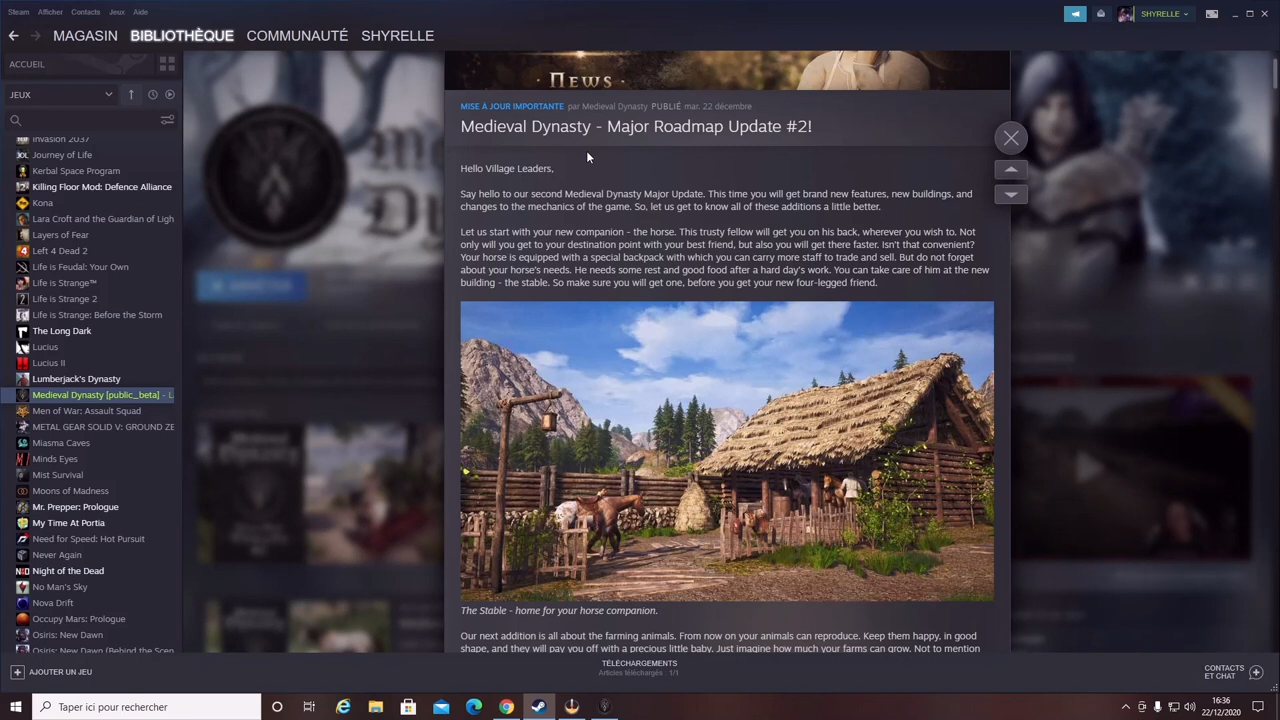 Steam Afficher Contacts Jeux Aide
SHYRELLE
MAGASIN BIBLIOTHÈQUE COMMUNAUTÉ SHYRELLE
ACCUEIL
JEUX
Invasion 2037
Journey of Life
Kerbal Space Program
Killing Floor Mod: Defence Alliance
Kona
Lara Croft and the Guardian of Ligh
Layers of Fear
Left 4 Dead 2
Life is Feudal: Your Own
Life is Strange™
Life is Strange 2
Life is Strange: Before the Storm
The Long Dark
Lucius
Lucius II
Lumberjack's Dynasty
Medieval Dynasty [public_beta] - L
Men of War: Assault Squad
METAL GEAR SOLID V: GROUND ZE
Miasma Caves
Minds Eyes
Mist Survival
Moons of Madness
Mr. Prepper: Prologue
My Time At Portia
Need for Speed: Hot Pursuit
Never Again
Night of the Dead
No Man's Sky
Nova Drift
Occupy Mars: Prologue
Osiris: New Dawn
Osiris: New Dawn (Behind the Scen
AJOUTER UN JEU
· NEWS ·
MISE À JOUR IMPORTANTE par Medieval Dynasty PUBLIÉ mar. 22 décembre
Medieval Dynasty - Major Roadmap Update #2!
Hello Village Leaders,
Say hello to our second Medieval Dynasty Major Update. This time you will get brand new features, new buildings, and
changes to the mechanics of the game. So, let us get to know all of these additions a little better.
Let us start with your new companion - the horse. This trusty fellow will get you on his back, wherever you wish to. Not
only will you get to your destination point with your best friend, but also you will get there faster. Isn't that convenient?
Your horse is equipped with a special backpack with which you can carry more staff to trade and sell. But do not forget
about your horse's needs. He needs some rest and good food after a hard day's work. You can take care of him at the new
building - the stable. So make sure you will get one, before you get your new four-legged friend.
The Stable - home for your horse companion.
Our next addition is all about the farming animals. From now on your animals can reproduce. Keep them happy, in good
shape, and they will pay you off with a precious little baby. Just imagine how much your farms can grow. Not to mention
TÉLÉCHARGEMENTS
Articles téléchargés : 1/1
CONTACTS
ET CHAT
Taper ici pour rechercher
16:36
22/12/2020